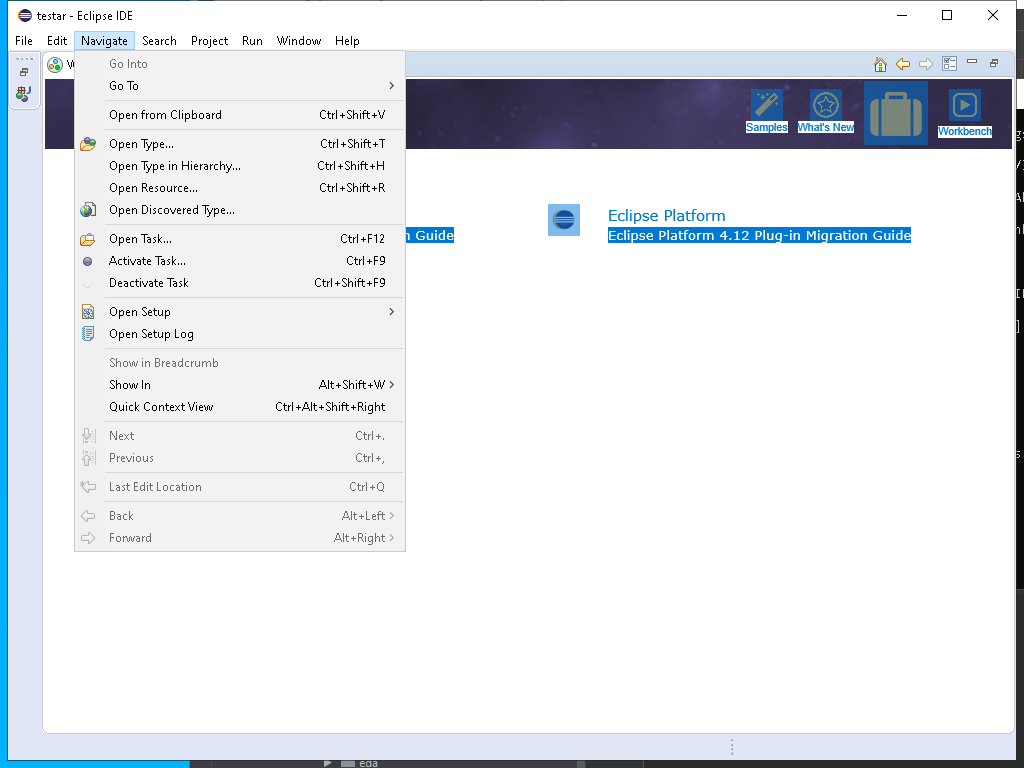 testar - Eclipse IDE
File Edit Navigate Search Project Run Window Help
Go Into
Go To
Open from Clipboard Ctrl+Shift+V
Open Type... Ctrl+Shift+T
Open Type in Hierarchy... Ctrl+Shift+H
Open Resource... Ctrl+Shift+R
Open Discovered Type...
Open Task... Ctrl+F12
Activate Task... Ctrl+F9
Deactivate Task Ctrl+Shift+F9
Open Setup
Open Setup Log
Show in Breadcrumb
Show In Alt+Shift+W
Quick Context View Ctrl+Alt+Shift+Right
Next Ctrl+.
Previous Ctrl+,
Last Edit Location Ctrl+Q
Back Alt+Left
Forward Alt+Right
Samples What's New Workbench
Guide
Eclipse Platform
Eclipse Platform 4.12 Plug-in Migration Guide
eda